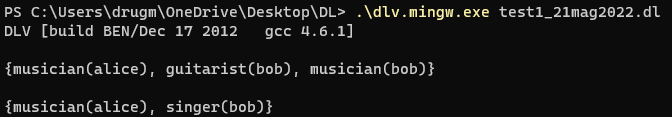 PS C:\Users\drugm\OneDrive\Desktop\DL> .\dlv.mingw.exe test1_21mag2022.dl
DLV [build BEN/Dec 17 2012   gcc 4.6.1]
{musician(alice), guitarist(bob), musician(bob)}
{musician(alice), singer(bob)}